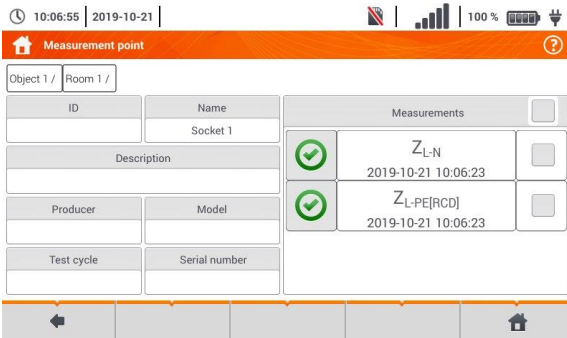 10:06:55 2019-10-21 100 %
Measurement point ?
Object 1 / Room 1 /
ID Name
Socket 1
Description
Producer Model
Test cycle Serial number
Measurements
ZL-N
2019-10-21 10:06:23
ZL-PE[RCD]
2019-10-21 10:06:23